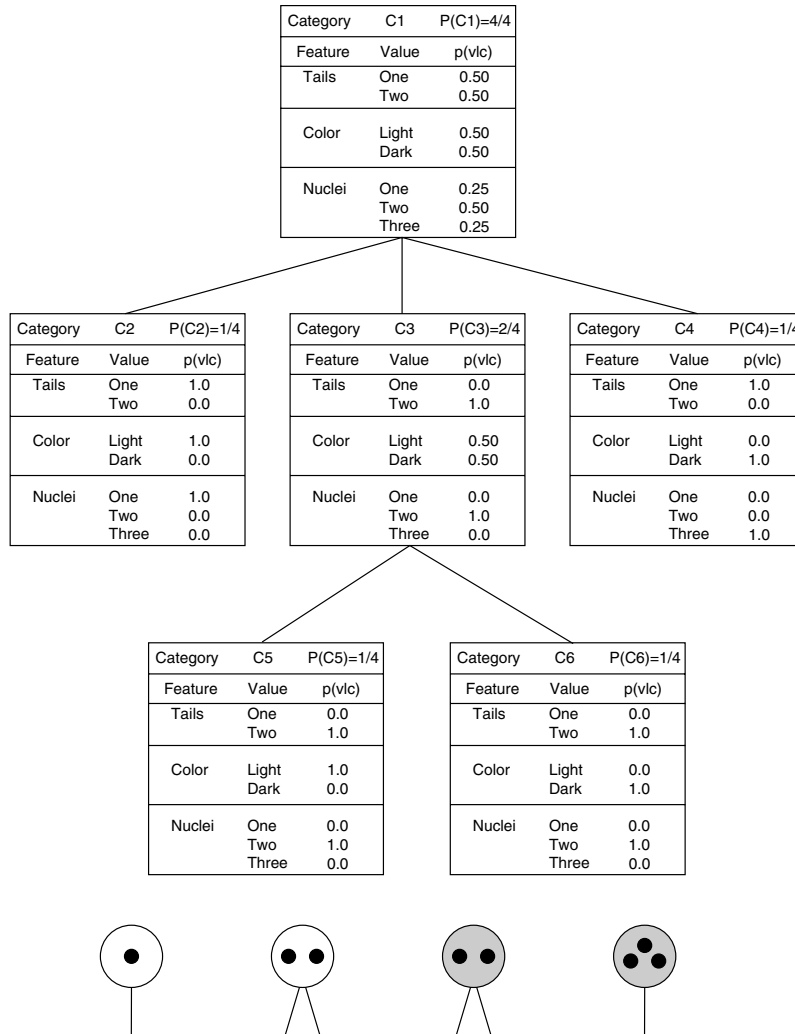 Category C1 P(C1)=4/4
Feature Value p(vlc)
Tails One 0.50
Two 0.50
Color Light 0.50
Dark 0.50
Nuclei One 0.25
Two 0.50
Three 0.25
Category C2 P(C2)=1/4
Feature Value p(vlc)
Tails One 1.0
Two 0.0
Color Light 1.0
Dark 0.0
Nuclei One 1.0
Two 0.0
Three 0.0
Category C3 P(C3)=2/4
Feature Value p(vlc)
Tails One 0.0
Two 1.0
Color Light 0.50
Dark 0.50
Nuclei One 0.0
Two 1.0
Three 0.0
Category C4 P(C4)=1/4
Feature Value p(vlc)
Tails One 1.0
Two 0.0
Color Light 0.0
Dark 1.0
Nuclei One 0.0
Two 0.0
Three 1.0
Category C5 P(C5)=1/4
Feature Value p(vlc)
Tails One 0.0
Two 1.0
Color Light 1.0
Dark 0.0
Nuclei One 0.0
Two 1.0
Three 0.0
Category C6 P(C6)=1/4
Feature Value p(vlc)
Tails One 0.0
Two 1.0
Color Light 0.0
Dark 1.0
Nuclei One 0.0
Two 1.0
Three 0.0